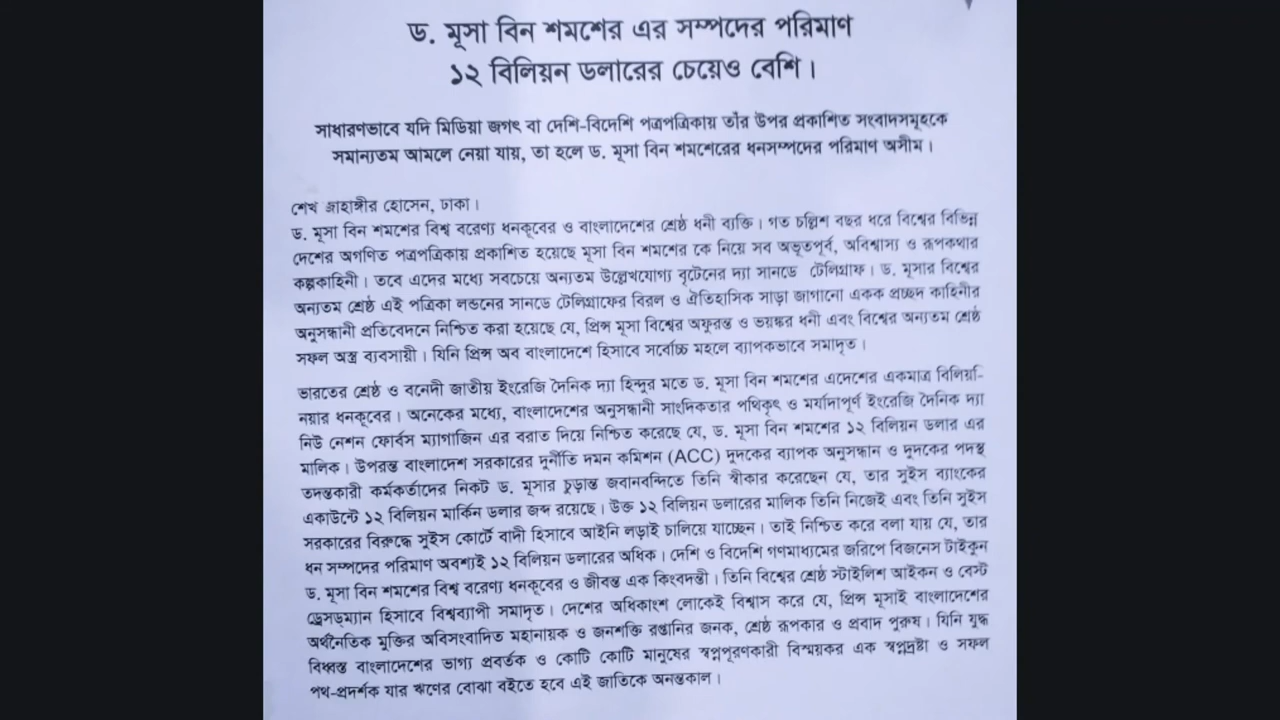 ড. মূসা বিন শমশের এর সম্পদের পরিমাণ
১২ বিলিয়ন ডলারের চেয়েও বেশি।
সাধারণভাবে যদি মিডিয়া জগৎ বা দেশি-বিদেশি পত্রপত্রিকায় তাঁর উপর প্রকাশিত সংবাদসমূহকে
সমান্যতম আমলে নেয়া যায়, তা হলে ড. মূসা বিন শমশেরের ধনসম্পদের পরিমাণ অসীম।
শেখ জাহাঙ্গীর হোসেন, ঢাকা।
ড. মূসা বিন শমশের বিশ্ব বরেণ্য ধনকূবের ও বাংলাদেশের শ্রেষ্ঠ ধনী ব্যক্তি। গত চল্লিশ বছর ধরে বিশ্বের বিভিন্ন
দেশের অগণিত পত্রপত্রিকায় প্রকাশিত হয়েছে মূসা বিন শমশের কে নিয়ে সব অভূতপূর্ব, অবিশ্বাস্য ও রূপকথার
কল্পকাহিনী। তবে এদের মধ্যে সবচেয়ে অন্যতম উল্লেখযোগ্য বৃটেনের দ্যা সানডে টেলিগ্রাফ। ড. মূসার বিশ্বের
অন্যতম শ্রেষ্ঠ এই পত্রিকা লন্ডনের সানডে টেলিগ্রাফের বিরল ও ঐতিহাসিক সাড়া জাগানো একক প্রচ্ছদ কাহিনীর
অনুসন্ধানী প্রতিবেদনে নিশ্চিত করা হয়েছে যে, প্রিন্স মূসা বিশ্বের অফুরন্ত ও ভয়ঙ্কর ধনী এবং বিশ্বের অন্যতম শ্রেষ্ঠ
সফল অস্ত্র ব্যবসায়ী। যিনি প্রিন্স অব বাংলাদেশে হিসাবে সর্বোচ্চ মহলে ব্যাপকভাবে সমাদৃত।
ভারতের শ্রেষ্ঠ ও বনেদী জাতীয় ইংরেজি দৈনিক দ্যা হিন্দুর মতে ড. মূসা বিন শমশের এদেশের একমাত্র বিলিয়নি-
নয়ার ধনকূবের। অনেকের মধ্যে, বাংলাদেশের অনুসন্ধানী সাংদিকতার পথিকৃৎ ও মর্যাদাপূর্ণ ইংরেজি দৈনিক দ্যা
নিউ নেশন ফোর্বস ম্যাগাজিন এর বরাত দিয়ে নিশ্চিত করেছে যে, ড. মূসা বিন শমশের ১২ বিলিয়ন ডলার এর
মালিক। উপরন্ত বাংলাদেশ সরকারের দুর্নীতি দমন কমিশন (ACC) দুদকের ব্যাপক অনুসন্ধান ও দুদকের পদস্থ
তদন্তকারী কর্মকর্তাদের নিকট ড. মূসার চুড়ান্ত জবানবন্দিতে তিনি স্বীকার করেছেন যে, তার সুইস ব্যাংকের
একাউন্টে ১২ বিলিয়ন মার্কিন ডলার জব্দ রয়েছে। উক্ত ১২ বিলিয়ন ডলারের মালিক তিনি নিজেই এবং তিনি সুইস
সরকারের বিরুদ্ধে সুইস কোর্টে বাদী হিসাবে আইনি লড়াই চালিয়ে যাচ্ছেন। তাই নিশ্চিত করে বলা যায় যে, তার
ধন সম্পদের পরিমাণ অবশ্যই ১২ বিলিয়ন ডলারের অধিক। দেশি ও বিদেশি গণমাধ্যমের জরিপে বিজনেস টাইকুন
ড. মূসা বিন শমশের বিশ্ব বরেণ্য ধনকূবের ও জীবন্ত এক কিংবদন্তী। তিনি বিশ্বের শ্রেষ্ঠ স্টাইলিশ আইকন ও বেস্ট
ড্রেসড্ম্যান হিসাবে বিশ্বব্যাপী সমাদৃত। দেশের অধিকাংশ লোকেই বিশ্বাস করে যে, প্রিন্স মূসাই বাংলাদেশের
অর্থনৈতিক মুক্তির অবিসংবাদিত মহানায়ক ও জনশক্তি রপ্তানির জনক, শ্রেষ্ঠ রূপকার ও প্রবাদ পুরুষ। যিনি যুদ্ধ
বিধ্বস্ত বাংলাদেশের ভাগ্য প্রবর্তক ও কোটি কোটি মানুষের স্বপ্নপূরণকারী বিস্ময়কর এক স্বপ্নদ্রষ্টা ও সফল
পথ-প্রদর্শক যার ঋণের বোঝা বইতে হবে এই জাতিকে অনন্তকাল।